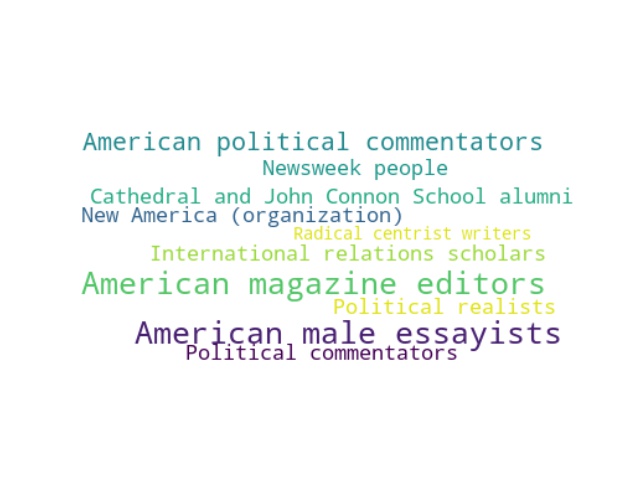 American political commentators
Newsweek people
Cathedral and John Connon School alumni
New America (organization)
Radical centrist writers
International relations scholars
American magazine editors
Political realists
American male essayists
Political commentators